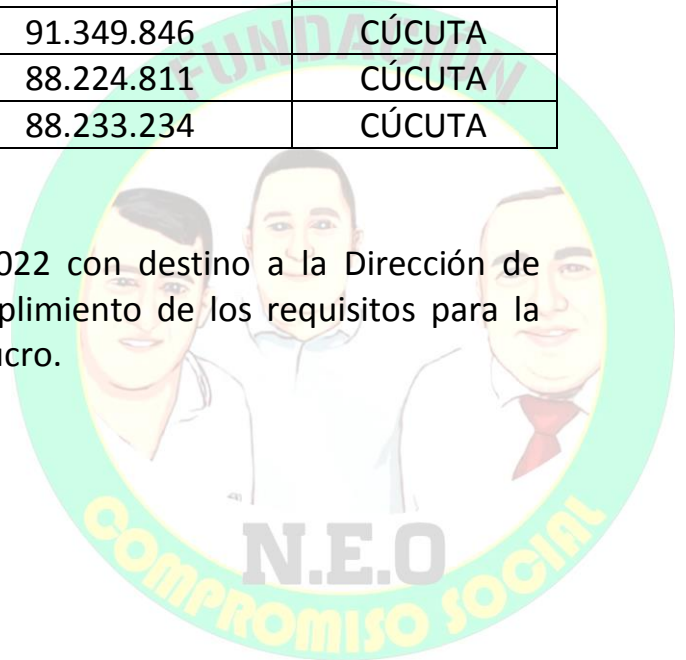 91.349.846 CÚCUTA
88.224.811 CÚCUTA
88.233.234 CÚCUTA
FUNDACIÓN
022 con destino a la Dirección de
plimiento de los requisitos para la
ucro.
N.E.O
COMPROMISO SOCIAL